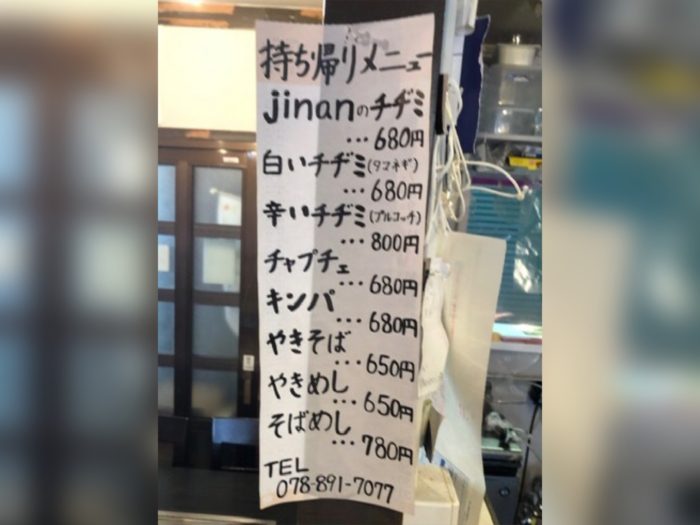 持ち帰りメニュー
jinanのチヂミ
…680円
白いチヂミ(タマネギ)
…680円
辛いチヂミ(プルコッチ)
…800円
チャプチェ
…680円
キンパ
…680円
やきそば
…650円
やきめし
…650円
そばめし
…780円
TEL
078-891-7077